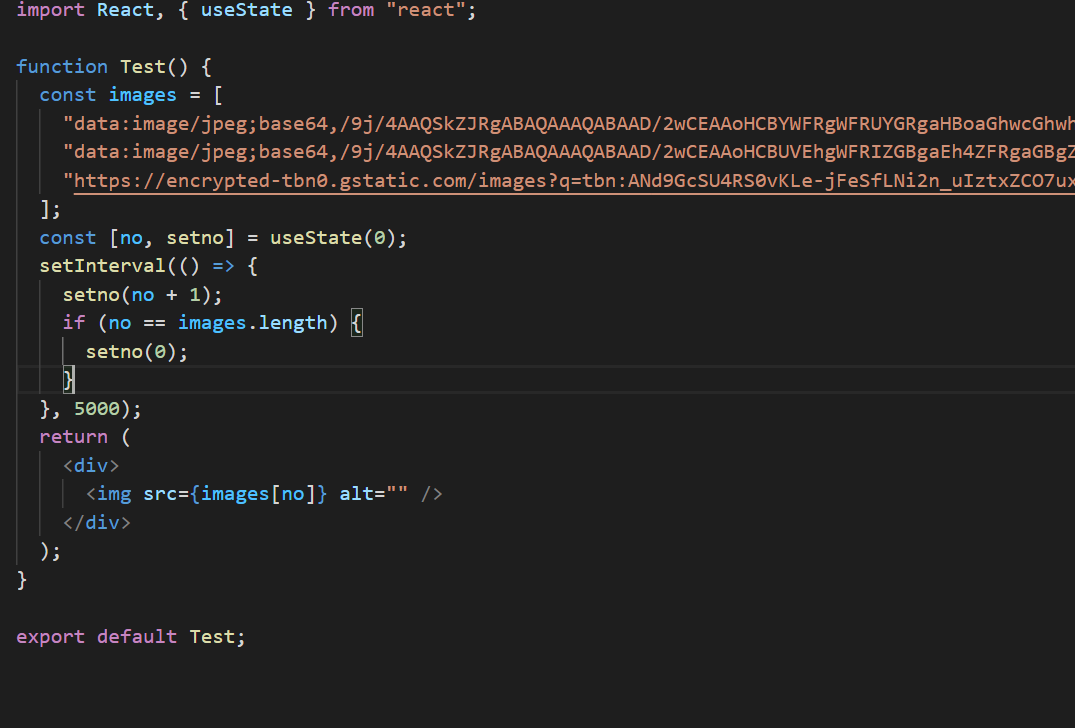 import React, { useState } from "react";
function Test() {
const images = [
"data:image/jpeg;base64,/9j/4AAQSkZJRgABAQAAAQABAAD/2wCEAAoHCBYWFRgWFRUYGRgaHBoaGhwcGhwh
"data:image/jpeg;base64,/9j/4AAQSkZJRgABAQAAAQABAAD/2wCEAAoHCBUVEhgWFRIZGBgaEh4ZFRgaGBgZ
"https://encrypted-tbn0.gstatic.com/images?q=tbn:ANd9GcSU4RS0vKLe-jFeSfLNi2n_uIztxZCO7ux
];
const [no, setno] = useState(0);
setInterval(() => {
setno(no + 1);
if (no == images.length) {
setno(0);
}
}, 5000);
return (
<div>
<img src={images[no]} alt="" />
</div>
);
}
export default Test;